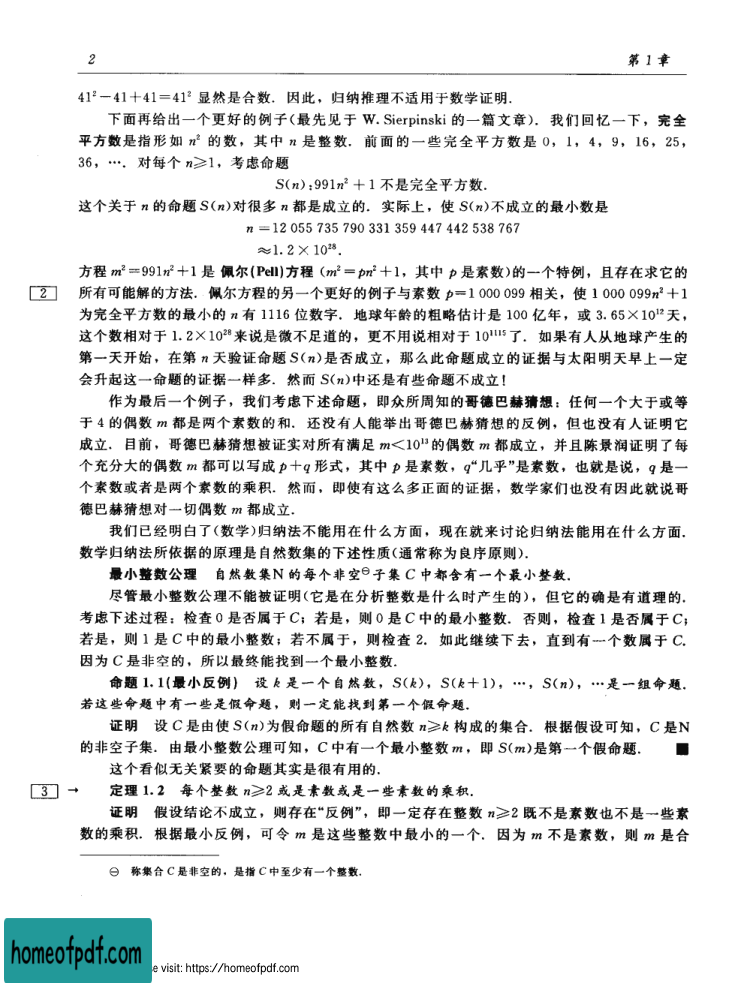 2 第1章
41²-41+41=41² 显然是合数. 因此，归纳推理不适用于数学证明.
下面再给出一个更好的例子(最先见于 W. Sierpinski 的一篇文章). 我们回忆一下，完全
平方数是指形如 n² 的数，其中 n 是整数. 前面的一些完全平方数是 0，1，4，9，16，25，
36，…. 对每个 n≥1，考虑命题
S(n):991n²+1 不是完全平方数.
这个关于 n 的命题 S(n)对很多 n 都是成立的. 实际上，使 S(n)不成立的最小数是
n =12 055 735 790 331 359 447 442 538 767
≈1.2×10²⁸.
方程 m²=991n²+1 是 佩尔(Pell)方程 (m²=pn²+1，其中 p 是素数)的一个特例，且存在求它的
2 所有可能解的方法. 佩尔方程的另一个更好的例子与素数 p=1 000 099 相关，使 1 000 099n²+1
为完全平方数的最小的 n 有 1116 位数字. 地球年龄的粗略估计是 100 亿年，或 3.65×10¹² 天，
这个数相对于 1.2×10²⁸ 来说是微不足道的，更不用说相对于 10¹¹¹⁵ 了. 如果有人从地球产生的
第一天开始，在第 n 天验证命题 S(n)是否成立，那么此命题成立的证据与太阳明天早上一定
会升起这一命题的证据一样多. 然而 S(n)中还是有些命题不成立！
作为最后一个例子，我们考虑下述命题，即众所周知的哥德巴赫猜想：任何一个大于或等
于 4 的偶数 m 都是两个素数的和. 还没有人能举出哥德巴赫猜想的反例，但也没有人证明它
成立. 目前，哥德巴赫猜想被证实对所有满足 m<10¹³ 的偶数 m 都成立，并且陈景润证明了每
个充分大的偶数 m 都可以写成 p+q 形式，其中 p 是素数，q“几乎”是素数，也就是说，q 是一
个素数或者是两个素数的乘积. 然而，即使有这么多正面的证据，数学家们也没有因此就说哥
德巴赫猜想对一切偶数 m 都成立.
我们已经明白了(数学)归纳法不能用在什么方面，现在就来讨论归纳法能用在什么方面.
数学归纳法所依据的原理是自然数集的下述性质(通常称为良序原则).
最小整数公理 自然数集 N 的每个非空⊖子集 C 中都含有一个最小整数.
尽管最小整数公理不能被证明(它是在分析整数是什么时产生的)，但它的确是有道理的.
考虑下述过程：检查 0 是否属于 C；若是，则 0 是 C 中的最小整数. 否则，检查 1 是否属于 C；
若是，则 1 是 C 中的最小整数；若不属于，则检查 2. 如此继续下去，直到有一个数属于 C.
因为 C 是非空的，所以最终能找到一个最小整数.
命题 1.1(最小反例) 设 k 是一个自然数，S(k)，S(k+1)，…，S(n)，…是一组命题.
若这些命题中有一些是假命题，则一定能找到第一个假命题.
证明 设 C 是由使 S(n)为假命题的所有自然数 n≥k 构成的集合. 根据假设可知，C 是 N
的非空子集. 由最小整数公理可知，C 中有一个最小整数 m，即 S(m)是第一个假命题. ■
这个看似无关紧要的命题其实是很有用的.
3 → 定理 1.2 每个整数 n≥2 或是素数或是一些素数的乘积.
证明 假设结论不成立，则存在“反例”，即一定存在整数 n≥2 既不是素数也不是一些素
数的乘积. 根据最小反例，可令 m 是这些整数中最小的一个. 因为 m 不是素数，则 m 是合
⊖ 称集合 C 是非空的，是指 C 中至少有一个整数.
homeofpdf.com
e visit: https://homeofpdf.com